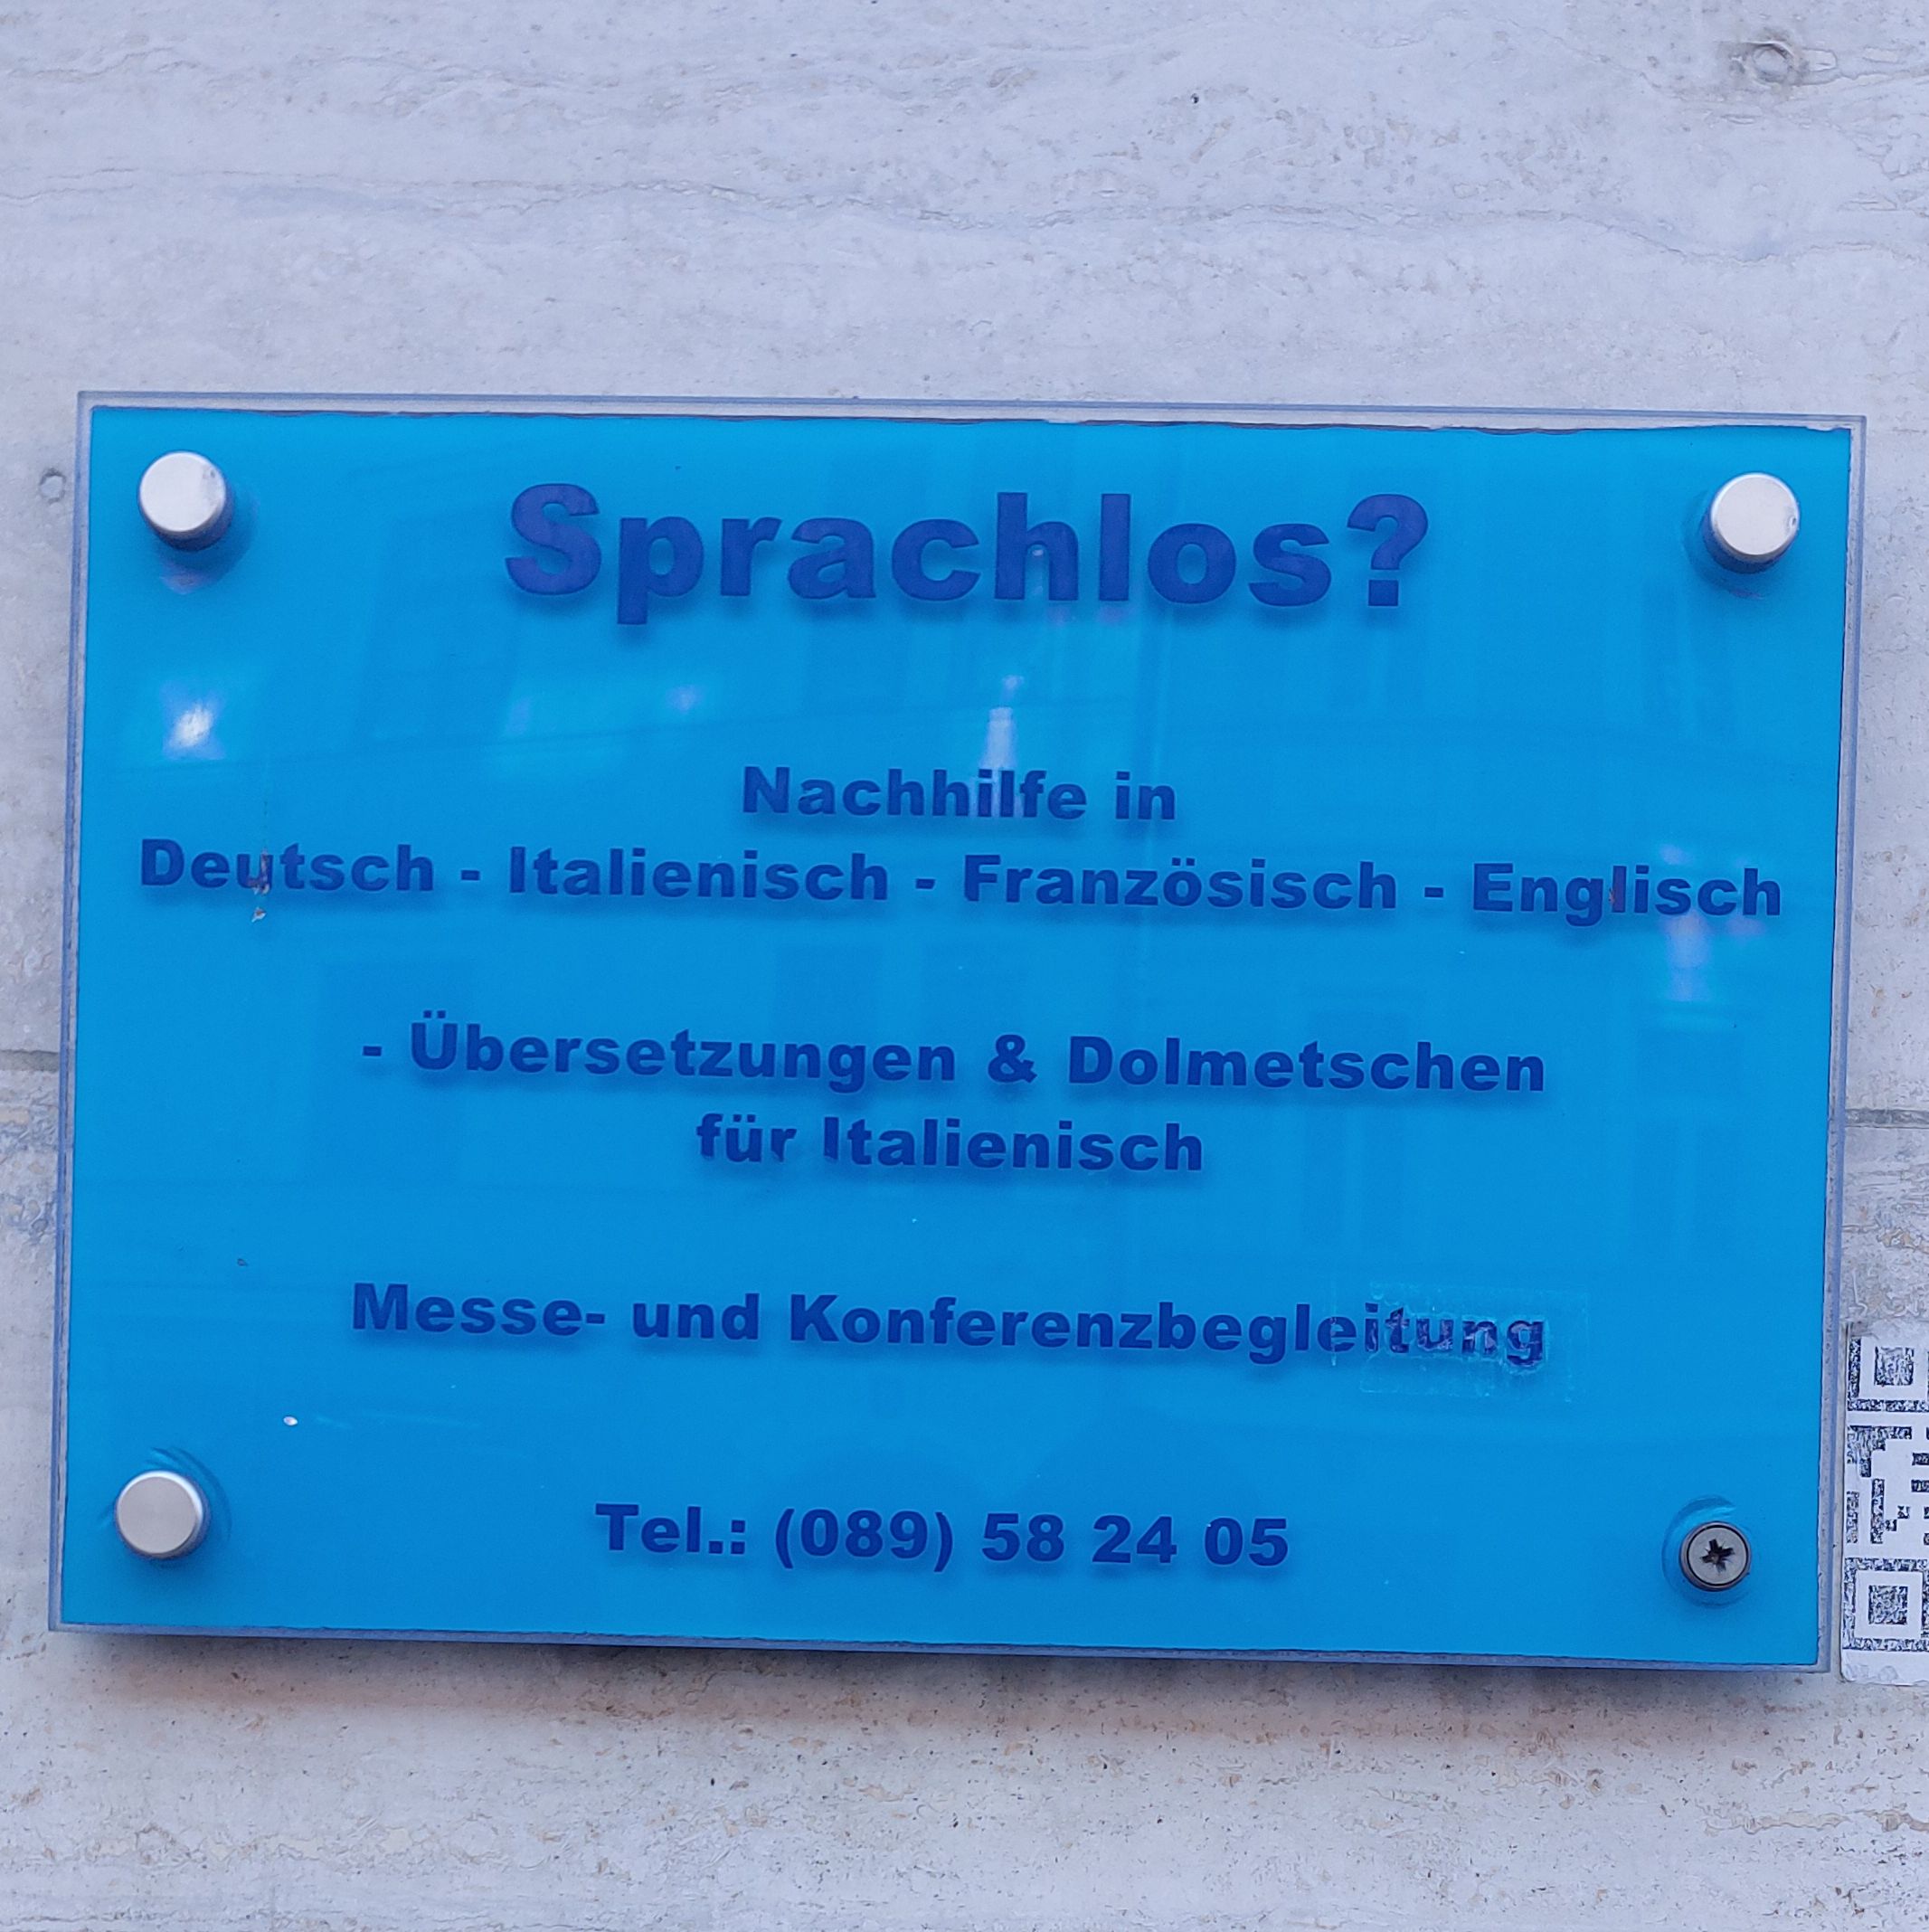 Sprachlos?
Nachhilfe in
Deutsch - Italienisch - Französisch - Englisch
- Übersetzungen & Dolmetschen
für Italienisch
Messe- und Konferenzbegleitung
Tel.: (089) 58 24 05